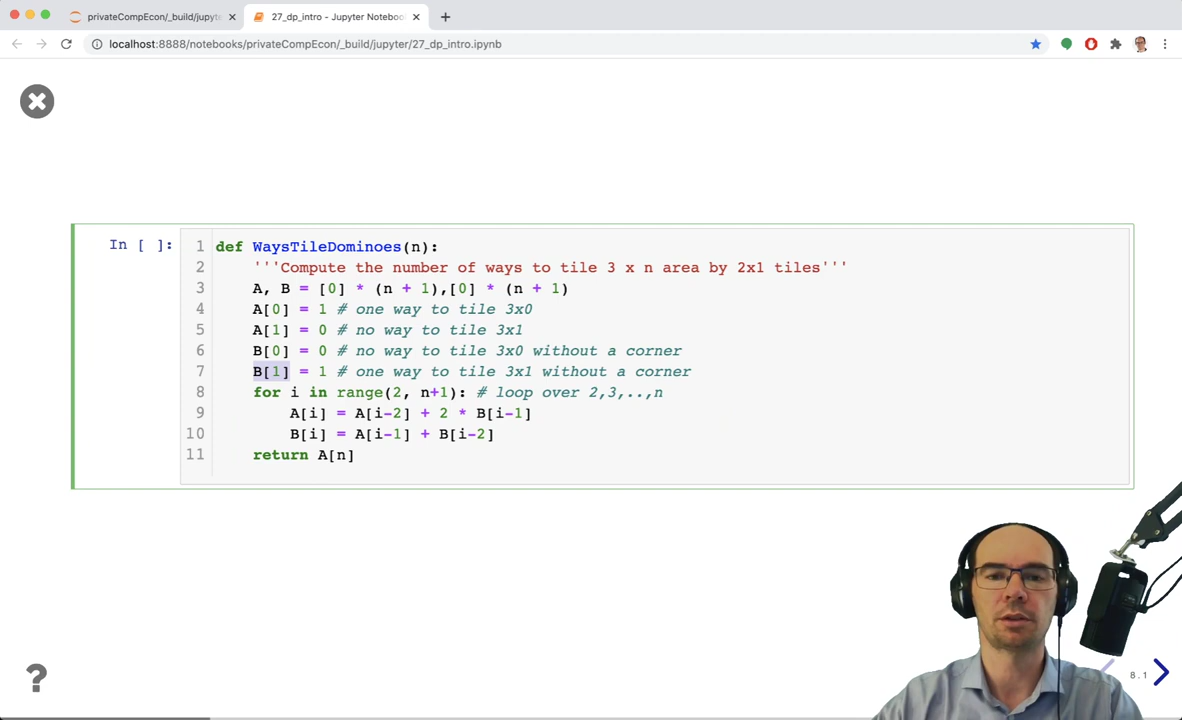 privateCompEcon/_build/jupyte
27_dp_intro - Jupyter Noteboo
localhost:8888/notebooks/privateCompEcon/_build/jupyter/27_dp_intro.ipynb
In [ ]:
1 def WaysTileDominoes(n):
2 '''Compute the number of ways to tile 3 x n area by 2x1 tiles'''
3 A, B = [0] * (n + 1),[0] * (n + 1)
4 A[0] = 1 # one way to tile 3x0
5 A[1] = 0 # no way to tile 3x1
6 B[0] = 0 # no way to tile 3x0 without a corner
7 B[1] = 1 # one way to tile 3x1 without a corner
8 for i in range(2, n+1): # loop over 2,3,..,n
9 A[i] = A[i-2] + 2 * B[i-1]
10 B[i] = A[i-1] + B[i-2]
11 return A[n]
?
8.1